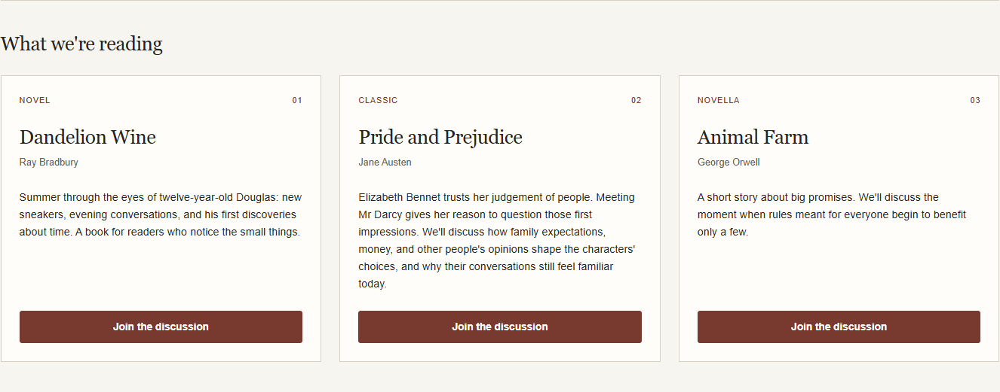 What we're reading
NOVEL 01
Dandelion Wine
Ray Bradbury
Summer through the eyes of twelve-year-old Douglas: new
sneakers, evening conversations, and his first discoveries
about time. A book for readers who notice the small things.
Join the discussion
CLASSIC 02
Pride and Prejudice
Jane Austen
Elizabeth Bennet trusts her judgement of people. Meeting
Mr Darcy gives her reason to question those first
impressions. We'll discuss how family expectations,
money, and other people's opinions shape the characters'
choices, and why their conversations still feel familiar
today.
Join the discussion
NOVELLA 03
Animal Farm
George Orwell
A short story about big promises. We'll discuss the
moment when rules meant for everyone begin to benefit
only a few.
Join the discussion